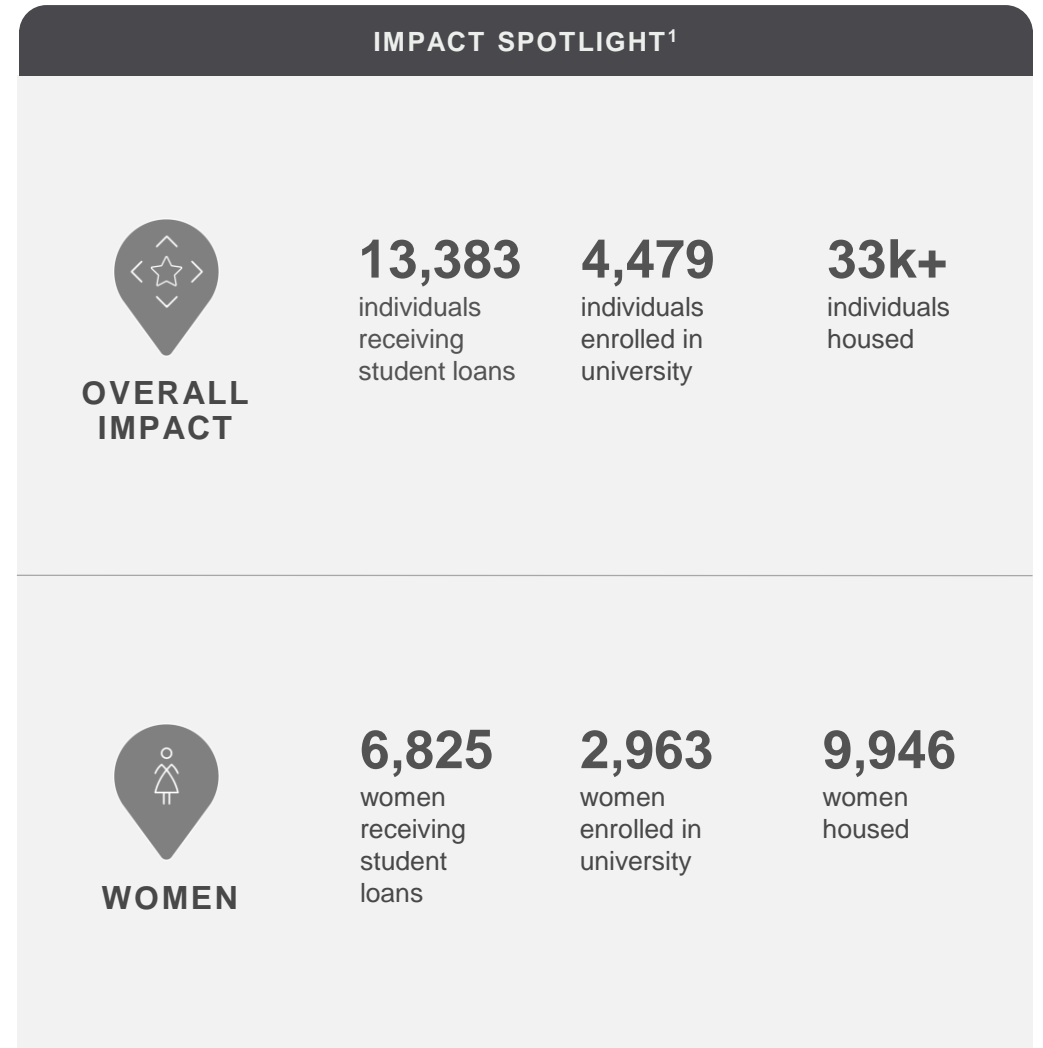 IMPACT SPOTLIGHT¹
OVERALL
IMPACT
13,383
individuals
receiving
student loans
4,479
individuals
enrolled in
university
33k+
individuals
housed
WOMEN
6,825
women
receiving
student
loans
2,963
women
enrolled in
university
9,946
women
housed